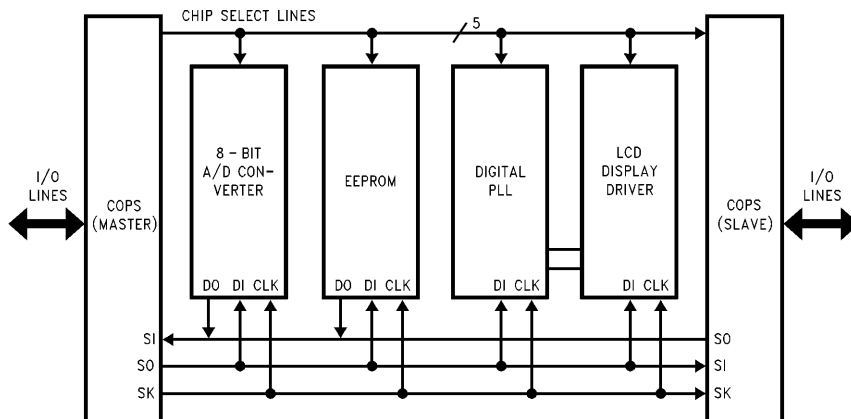 CHIP SELECT LINES
5
8 - BIT
A/D CON-
VERTER
EEPROM
DIGITAL
PLL
LCD
DISPLAY
DRIVER
I/O
LINES
COPS
(MASTER)
COPS
(SLAVE)
I/O
LINES
DO DI CLK
DO DI CLK
DI CLK
DI CLK
SI
SO
SO
SI
SK
SK